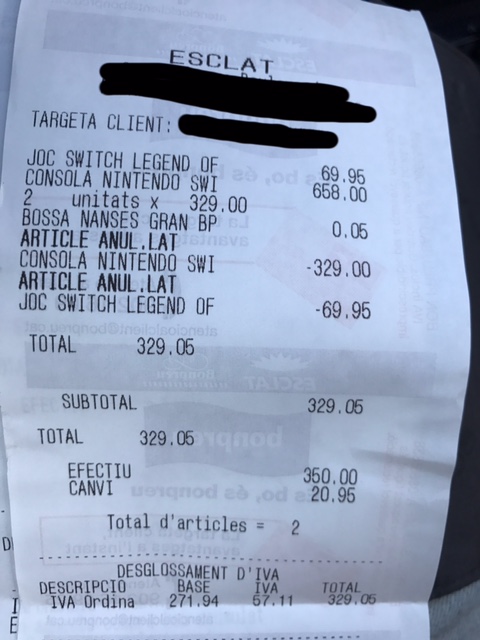 ESCLAT
TARGETA CLIENT:
JOC SWITCH LEGEND OF 69.95
CONSOLA NINTENDO SWI 658.00
2 unitats x 329.00
BOSSA NANSES GRAN BP 0.05
ARTICLE ANUL.LAT
CONSOLA NINTENDO SWI -329.00
ARTICLE ANUL.LAT
JOC SWITCH LEGEND OF -69.95
TOTAL 329.05
SUBTOTAL 329.05
TOTAL 329.05
EFECTIU 350.00
CANVI 20.95
Total d'articles = 2
DESGLOSSAMENT D'IVA
DESCRIPCIO BASE IVA TOTAL
IVA Ordina 271.94 57.11 329.05